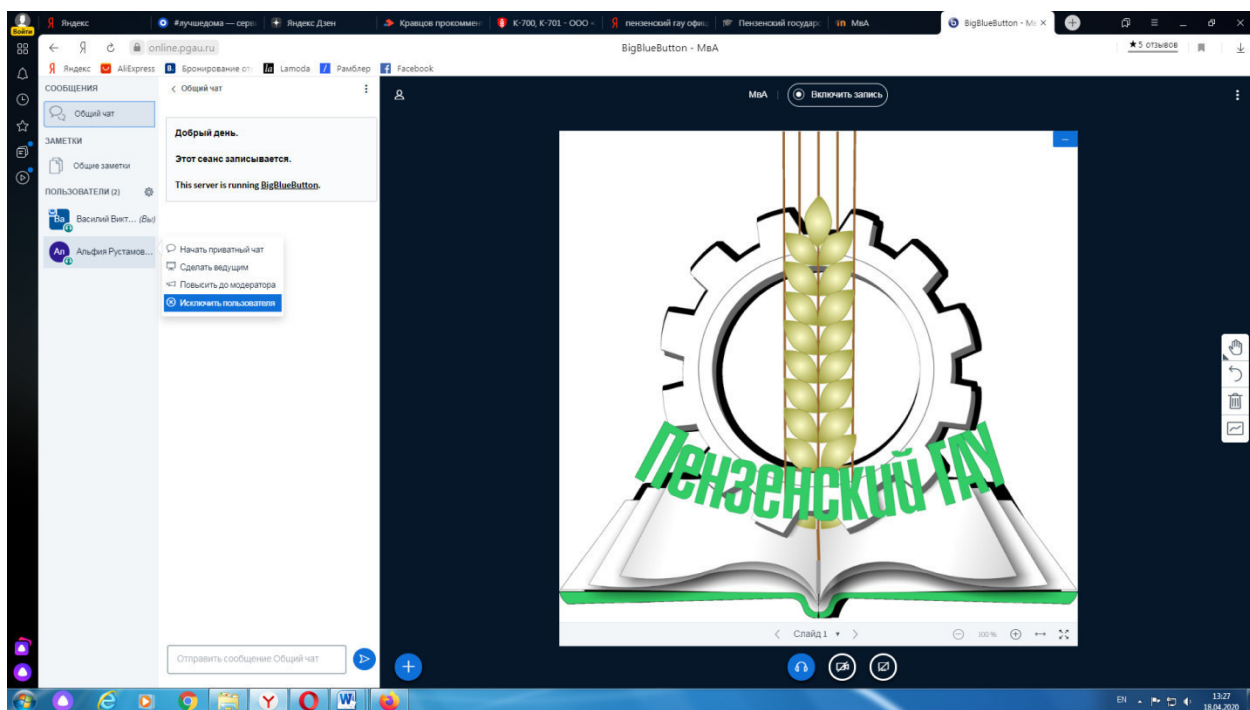 Войти
Яндекс
#лучшедома — серв
Яндекс Дзен
Кравцов прокоммен
К-700, К-701 - ООО «
пензенский гау офиц
Пензенский государс
МвА
BigBlueButton - Мв
online.pgau.ru
BigBlueButton - МвА
★5 отзывов
Яндекс
AliExpress
Бронирование от
Lamoda
Рамблер
Facebook
СООБЩЕНИЯ
Общий чат
ЗАМЕТКИ
Общие заметки
ПОЛЬЗОВАТЕЛИ (2)
Ва
Василий Викт... (Вы)
Ал
Альфия Рустамов...
Общий чат
Добрый день.
Этот сеанс записывается.
This server is running BigBlueButton.
Начать приватный чат
Сделать ведущим
Повысить до модератора
Исключить пользователя
Отправить сообщение Общий чат
МвА
Включить запись
Пензенский ГАУ
Слайд 1
100%
EN
13:27
18.04.2020